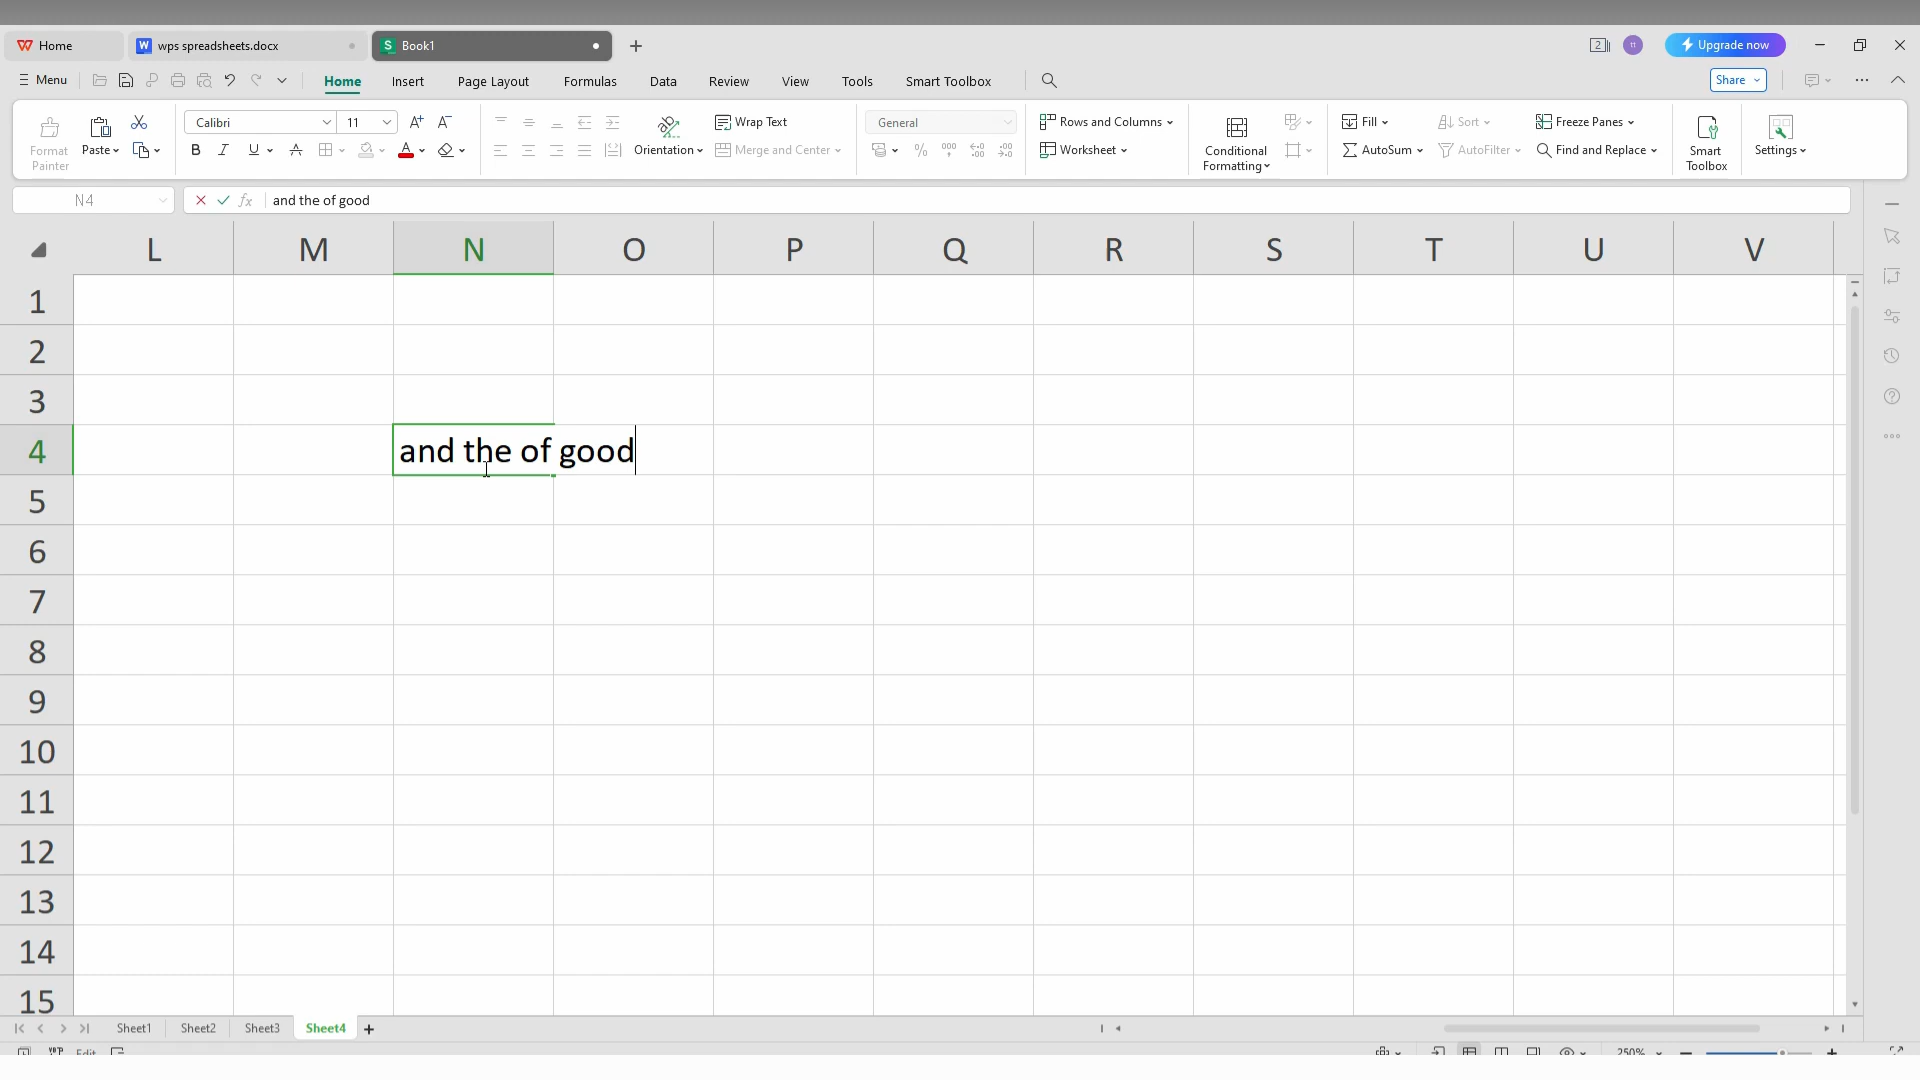 Home
wps spreadsheets.docx
Book1
Upgrade now
Menu
Home
Insert
Page Layout
Formulas
Data
Review
View
Tools
Smart Toolbox
Share
Format Painter
Paste
Calibri
11
Orientation
Wrap Text
Merge and Center
General
Rows and Columns
Worksheet
Conditional Formatting
Fill
AutoSum
Sort
AutoFilter
Freeze Panes
Find and Replace
Smart Toolbox
Settings
N4
and the of good
L M N O P Q R S T U V
1
2
3
4 and the of good
5
6
7
8
9
10
11
12
13
14
15
Sheet1
Sheet2
Sheet3
Sheet4
Edit
250%